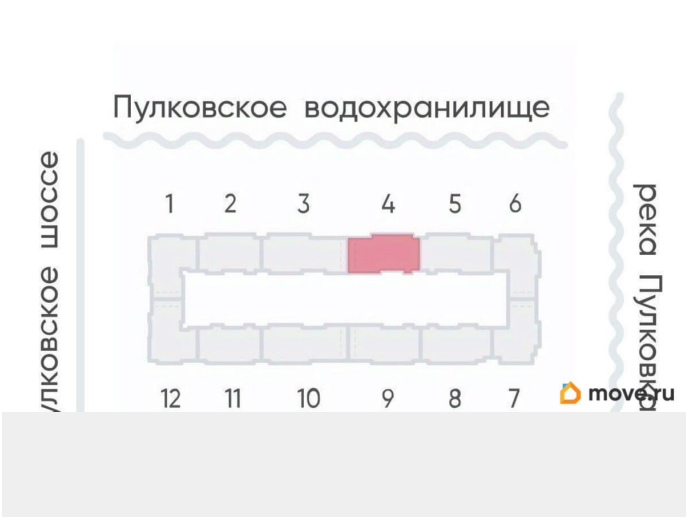 Пулковское водохранилище
1 2 3 4 5 6
шоссе
река Пулковка
12 11 10 9 8 7
move.ru